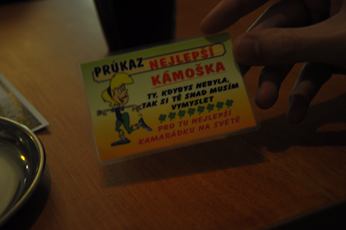 PRŮKAZ NEJLEPŠÍ
KÁMOŠKA
TY, KDYBYS NEBYLA,
TAK SI TĚ SNAD MUSÍM
VYMYSLET
PRO TU NEJLEPŠÍ
KAMARÁDKU NA SVĚTĚ